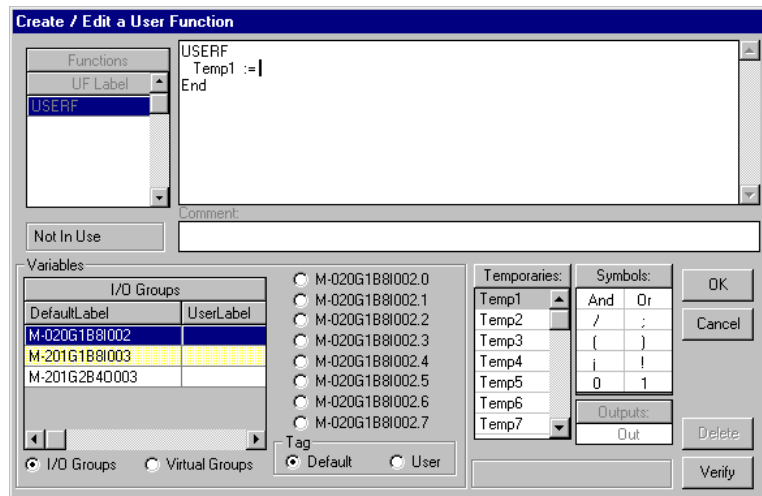 Create / Edit a User Function
Functions
UF Label
USERF
USERF
Temp1 :=
End
Comment:
Not In Use
Variables
I/O Groups
DefaultLabel UserLabel
M-020G1B8I002
M-201G1B8I003
M-201G2B4O003
I/O Groups Virtual Groups
M-020G1B8I002.0
M-020G1B8I002.1
M-020G1B8I002.2
M-020G1B8I002.3
M-020G1B8I002.4
M-020G1B8I002.5
M-020G1B8I002.6
M-020G1B8I002.7
Tag
Default User
Temporaries:
Temp1
Temp2
Temp3
Temp4
Temp5
Temp6
Temp7
Symbols:
And Or
/ ;
( )
¡ !
0 1
Outputs:
Out
OK
Cancel
Delete
Verify